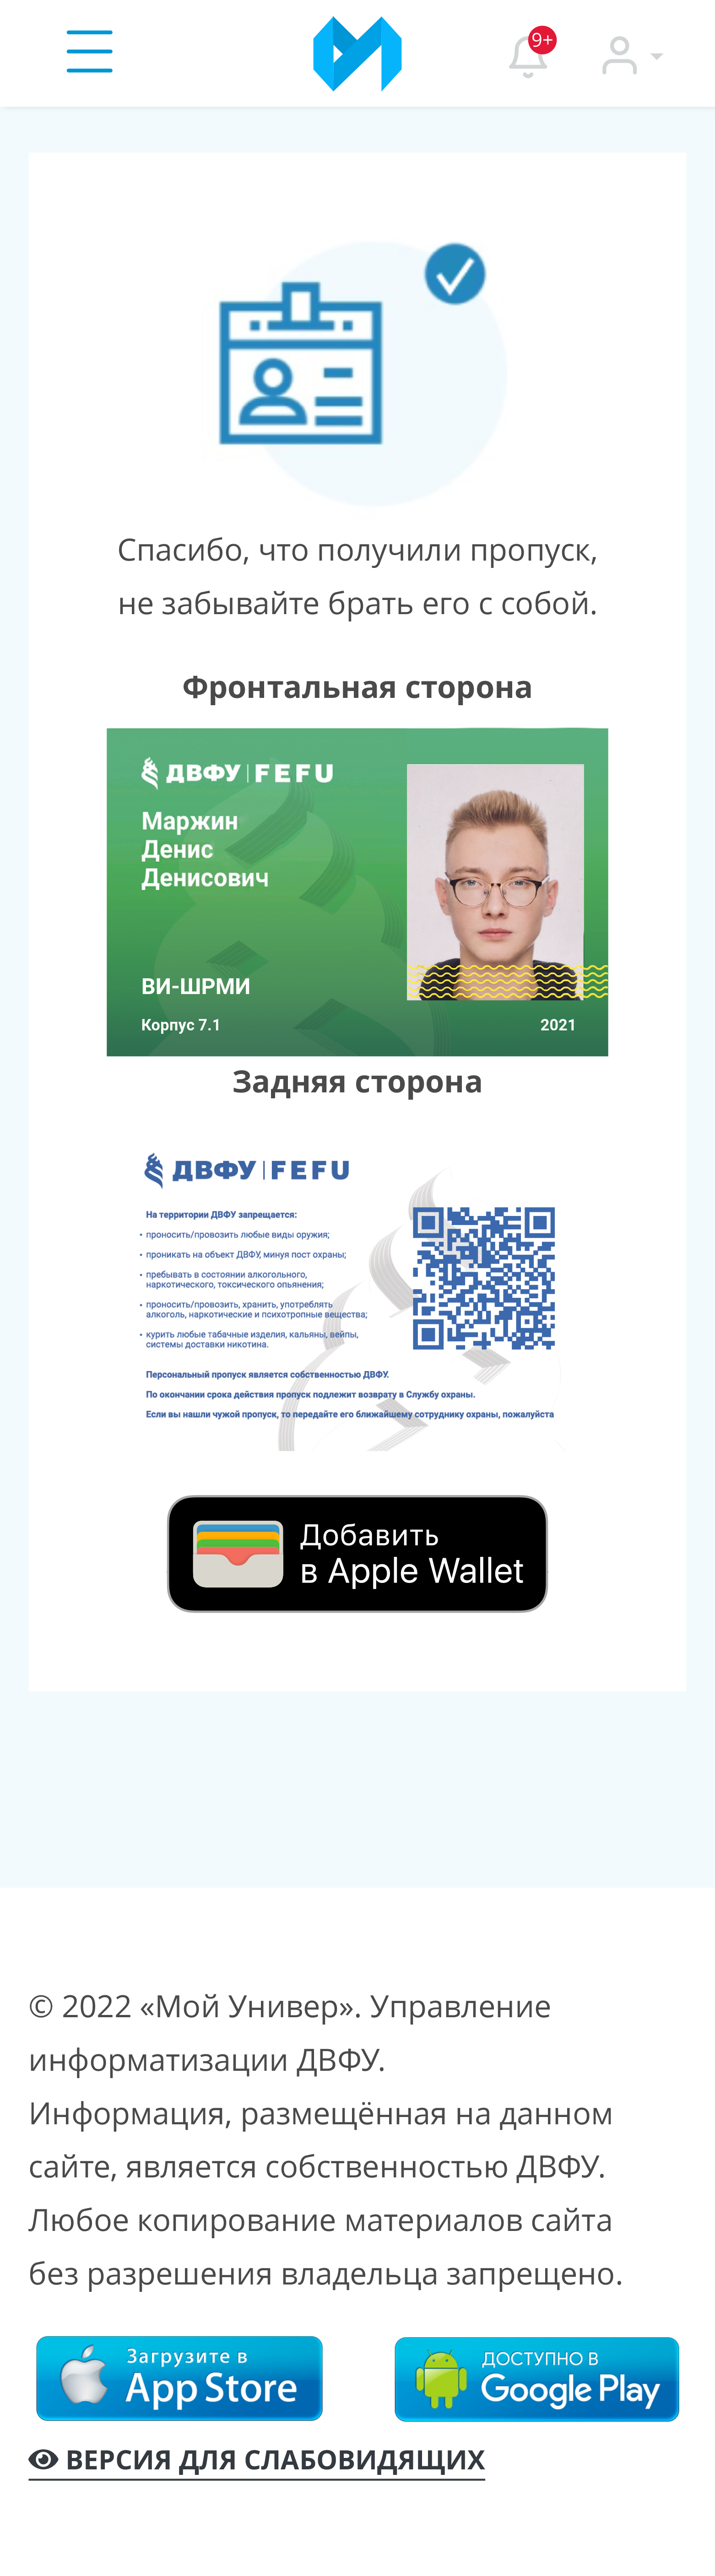 9+
Спасибо, что получили пропуск,
не забывайте брать его с собой.
Фронтальная сторона
ДВФУ | FEFU
Маржин
Денис
Денисович
ВИ-ШРМИ
Корпус 7.1
2021
Задняя сторона
ДВФУ | FEFU
На территории ДВФУ запрещается:
• проносить/провозить любые виды оружия;
• проникать на объект ДВФУ, минуя пост охраны;
• пребывать в состоянии алкогольного,
наркотического, токсического опьянения;
• проносить/провозить, хранить, употреблять
алкоголь, наркотические и психотропные вещества;
• курить любые табачные изделия, кальяны, вейпы,
системы доставки никотина.
Персональный пропуск является собственностью ДВФУ.
По окончании срока действия пропуск подлежит возврату в Службу охраны.
Если вы нашли чужой пропуск, то передайте его ближайшему сотруднику охраны, пожалуйста
Добавить
в Apple Wallet
© 2022 «Мой Универ». Управление
информатизации ДВФУ.
Информация, размещённая на данном
сайте, является собственностью ДВФУ.
Любое копирование материалов сайта
без разрешения владельца запрещено.
Загрузите в
App Store
ДОСТУПНО В
Google Play
ВЕРСИЯ ДЛЯ СЛАБОВИДЯЩИХ